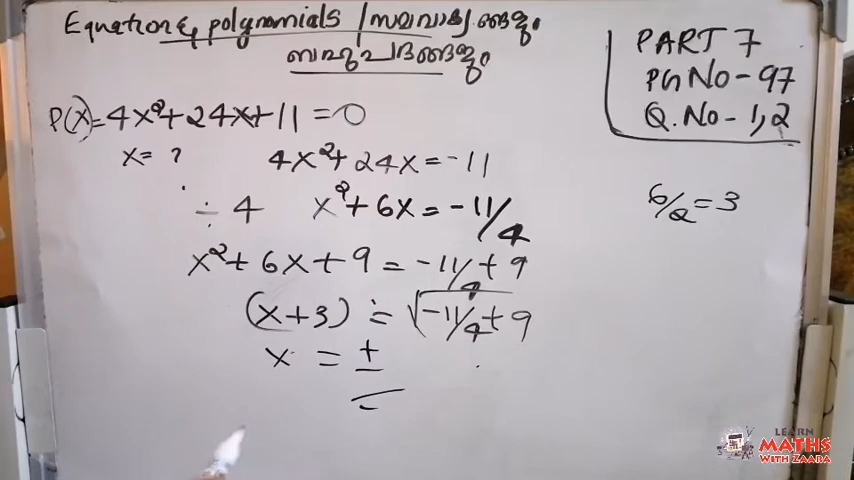 Equation & polynomials / സമവാക്യങ്ങളും
ബഹുപദങ്ങളും
PART 7
PG NO - 97
Q. No - 1,2
P(x)=4x²+24x+11=0
x= ?
4x²+24x=-11
÷ 4 x²+6x=-11/4
6/2=3
x²+6x+9=-11/4+9
(x+3) = √-11/4+9
x = ±
LEARN
MATHS
WITH ZAARA